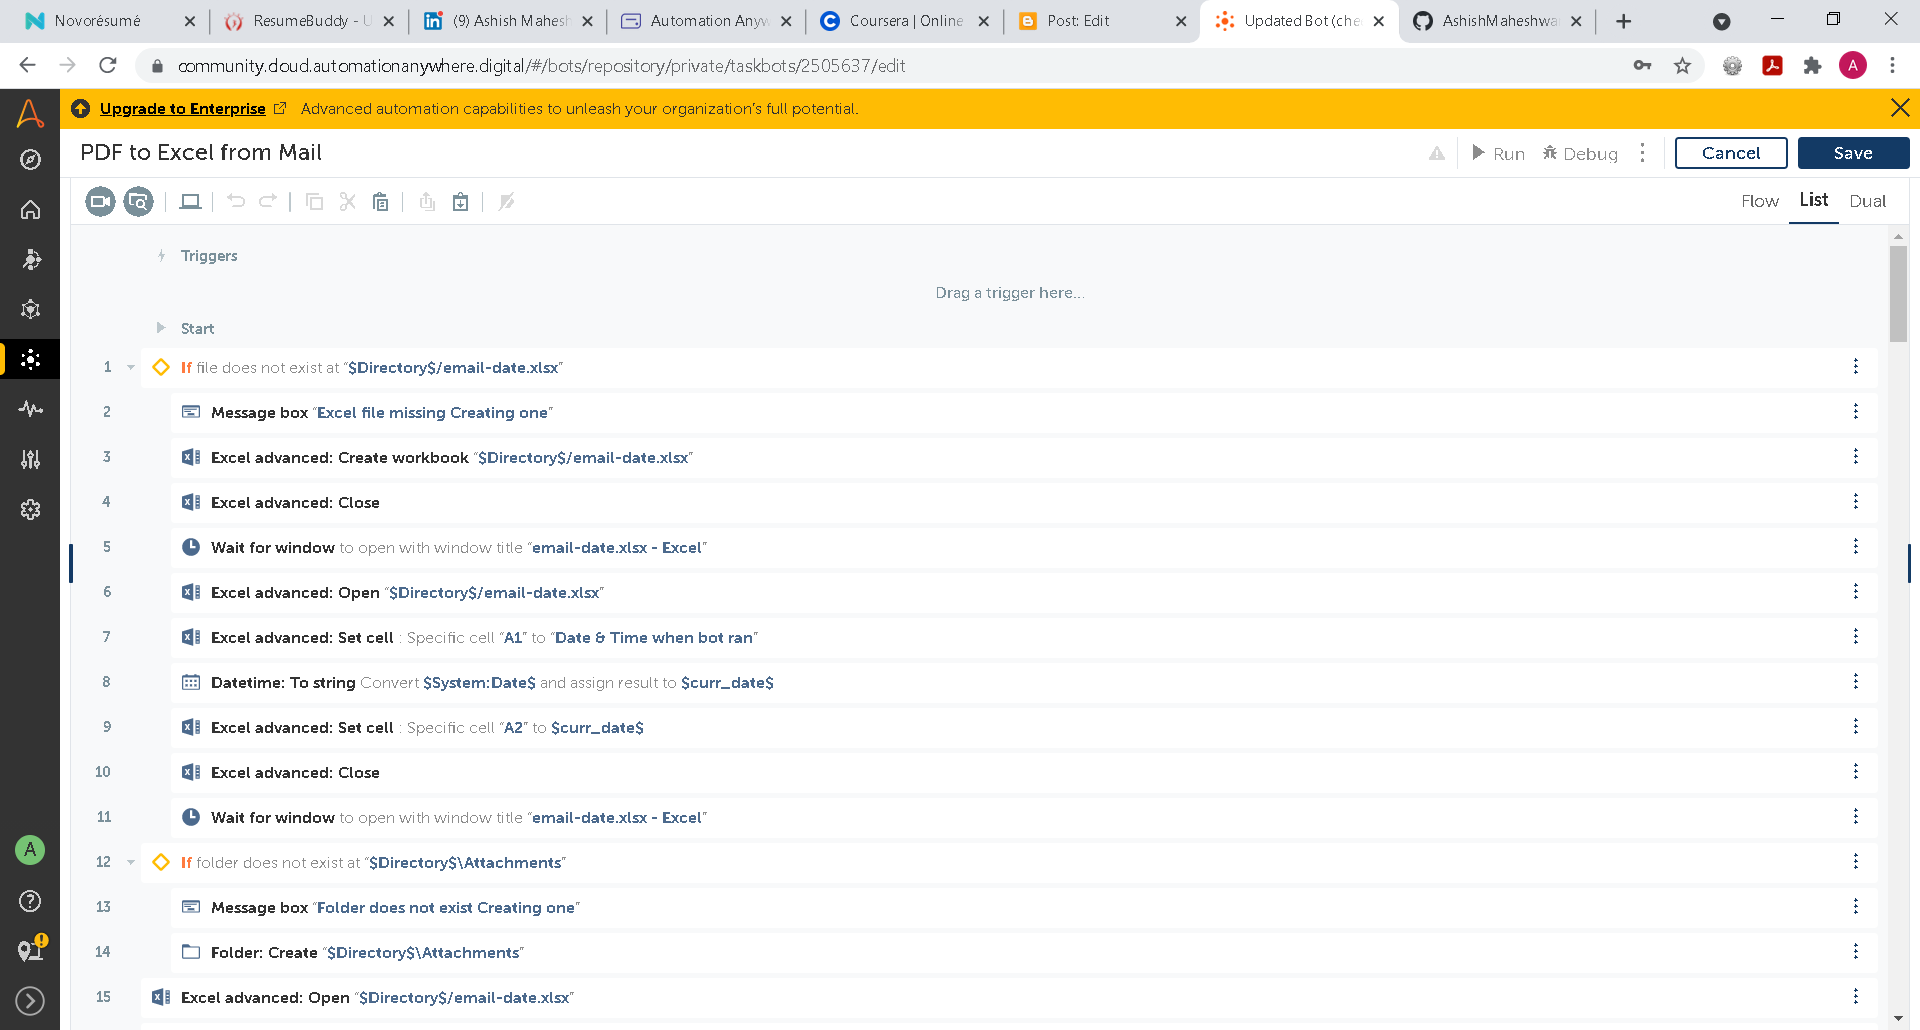 Novorésumé
ResumeBuddy - U
(9) Ashish Mahesh
Automation Anyw
Coursera | Online
Post: Edit
Updated Bot (che
AshishMaheshwa
community.cloud.automationanywhere.digital/#/bots/repository/private/taskbots/2505637/edit
A
Upgrade to Enterprise Advanced automation capabilities to unleash your organization's full potential.
PDF to Excel from Mail
Run
Debug
Cancel
Save
Flow
List
Dual
Triggers
Drag a trigger here...
Start
1 If file does not exist at “$Directory$/email-date.xlsx”
2 Message box “Excel file missing Creating one”
3 Excel advanced: Create workbook “$Directory$/email-date.xlsx”
4 Excel advanced: Close
5 Wait for window to open with window title “email-date.xlsx - Excel”
6 Excel advanced: Open “$Directory$/email-date.xlsx”
7 Excel advanced: Set cell : Specific cell “A1” to “Date & Time when bot ran”
8 Datetime: To string Convert $System:Date$ and assign result to $curr_date$
9 Excel advanced: Set cell : Specific cell “A2” to $curr_date$
10 Excel advanced: Close
11 Wait for window to open with window title “email-date.xlsx - Excel”
12 If folder does not exist at “$Directory$\Attachments”
13 Message box “Folder does not exist Creating one”
14 Folder: Create “$Directory$\Attachments”
15 Excel advanced: Open “$Directory$/email-date.xlsx”
A